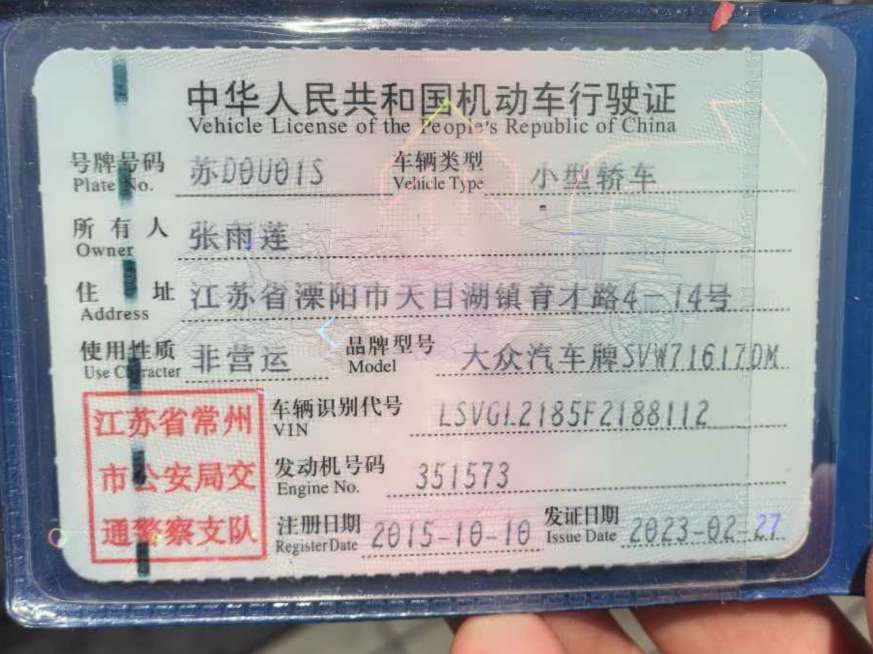 中华人民共和国机动车行驶证
Vehicle License of the People's Republic of China
号牌号码 苏D0U01S 车辆类型 小型轿车
Plate No. Vehicle Type
所有人 张雨莲
Owner
住址 江苏省溧阳市天目湖镇育才路4-14号
Address
使用性质 非营运 品牌型号 大众汽车牌SVW71617DM
Use Character Model
江苏省常州
市公安局交
通警察支队
车辆识别代号 LSVGL2185F2188112
VIN
发动机号码 351573
Engine No.
注册日期 2015-10-10 发证日期 2023-02-27
Register Date Issue Date